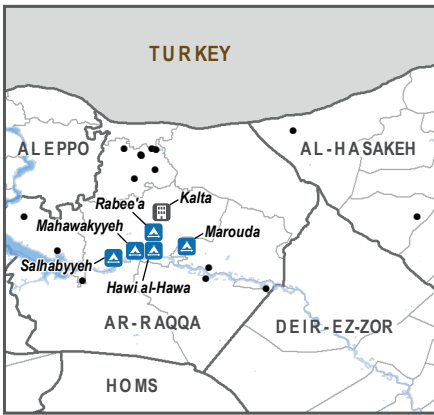 TURKEY
ALEPPO
AL-HASAKEH
Kalta
Rabee'a
Mahawakyyeh
Marouda
Salhabyyeh
Hawi al-Hawa
AR-RAQQA
DEIR-EZ-ZOR
HOMS